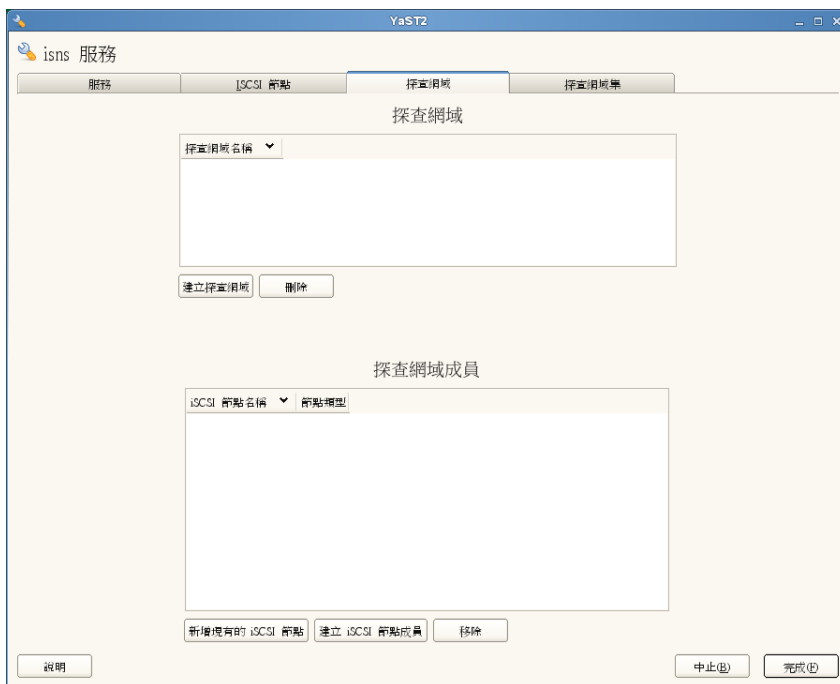 YaST2
isns 服務
服務 ISCSI 節點 探查網域 探查網域集
探查網域
探查網域名稱
建立探查網域 刪除
探查網域成員
iSCSI 節點名稱 節點類型
新增現有的 iSCSI 節點 建立 iSCSI 節點成員 移除
說明 中止(B) 完成(F)